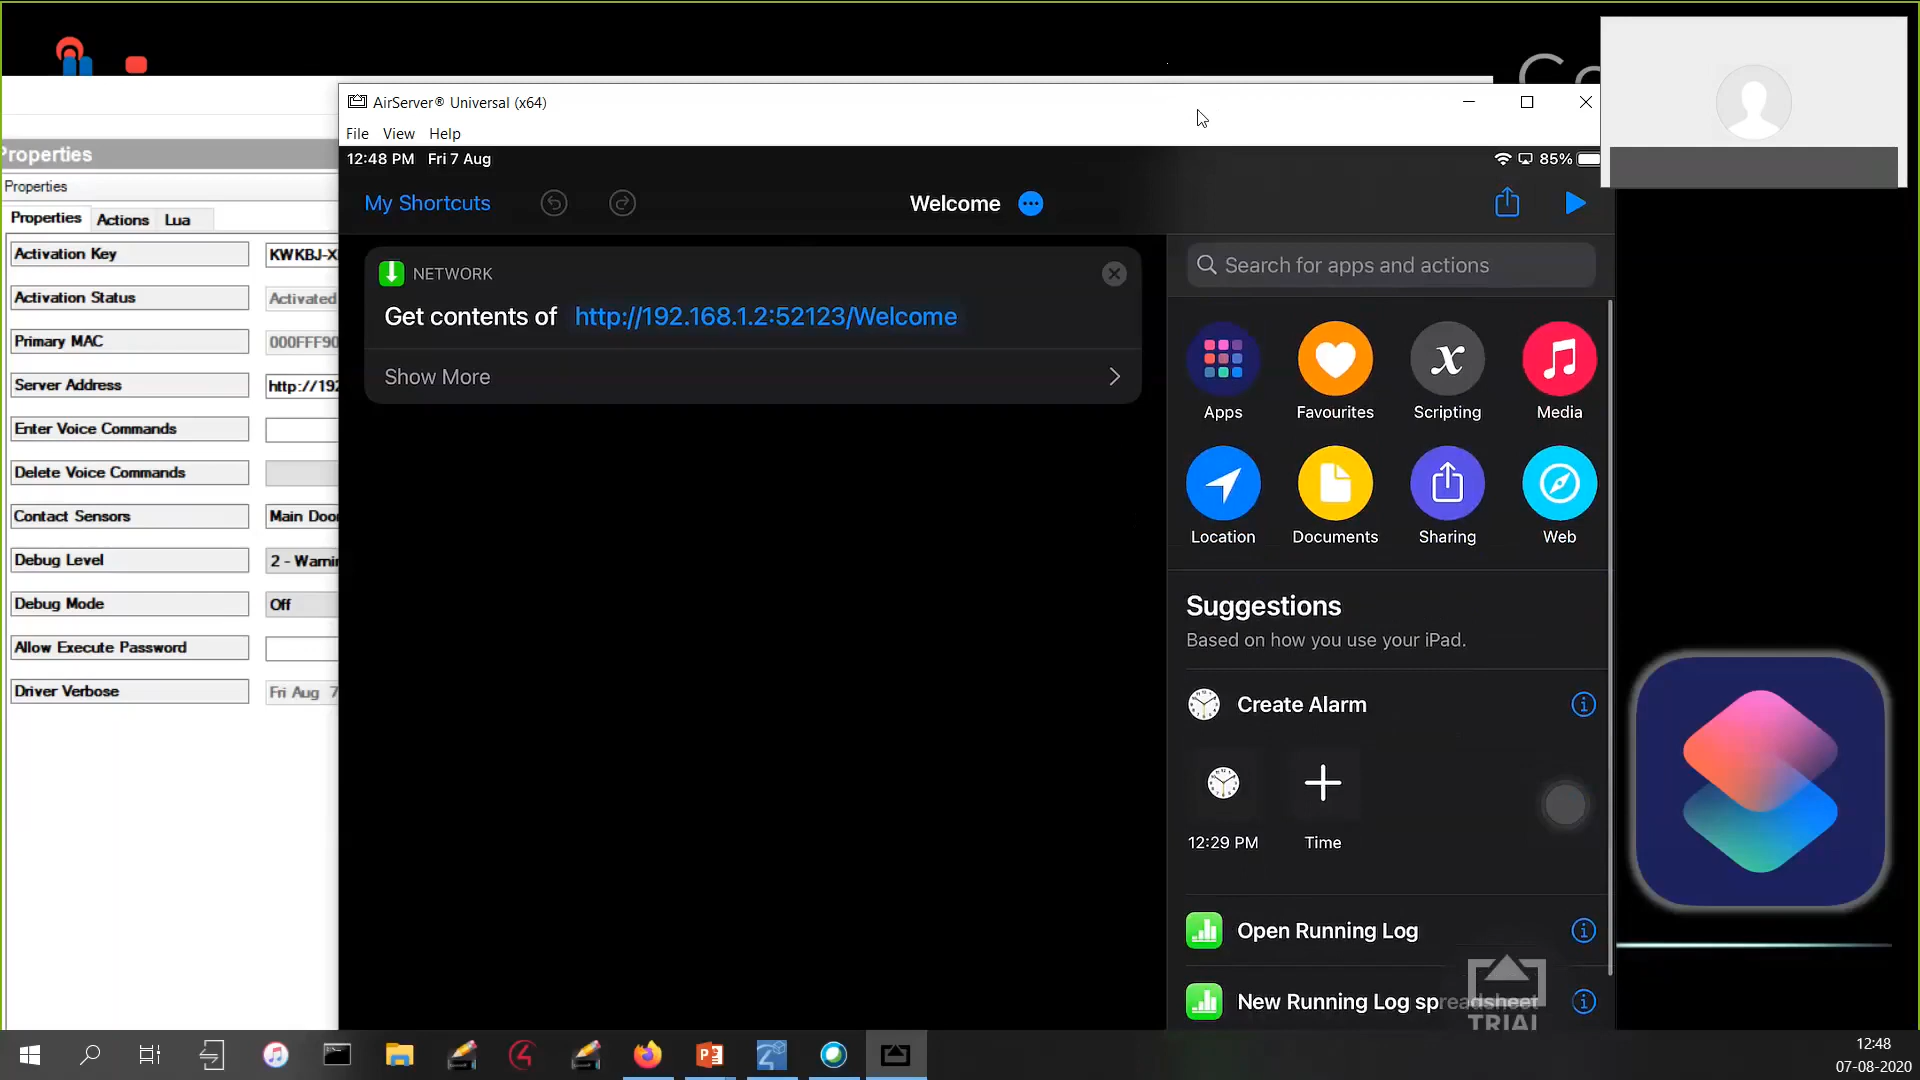 AirServer® Universal (x64)
File View Help
12:48 PM Fri 7 Aug
85%
My Shortcuts
Welcome
NETWORK
Get contents of http://192.168.1.2:52123/Welcome
Show More
Search for apps and actions
Apps
Favourites
Scripting
Media
Location
Documents
Sharing
Web
Suggestions
Based on how you use your iPad.
Create Alarm
12:29 PM
Time
Open Running Log
New Running Log spreadsheet
TRIAL
Properties
Properties
Properties Actions Lua
Activation Key
KWKBJ-X
Activation Status
Activated
Primary MAC
000FFF90
Server Address
http://19
Enter Voice Commands
Delete Voice Commands
Contact Sensors
Main Doo
Debug Level
2 - Warni
Debug Mode
Off
Allow Execute Password
Driver Verbose
Fri Aug 7
12:48
07-08-2020